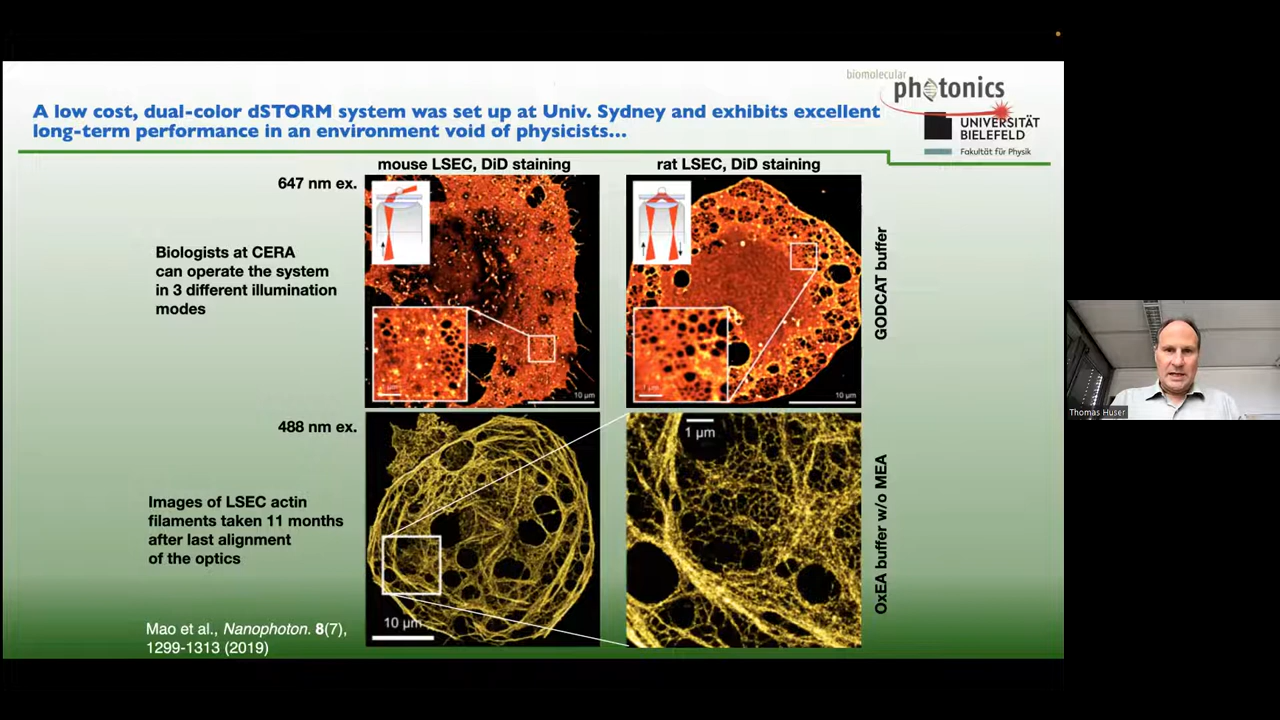 biomolecular
photonics
UNIVERSITÄT
BIELEFELD
Fakultät für Physik
A low cost, dual-color dSTORM system was set up at Univ. Sydney and exhibits excellent
long-term performance in an environment void of physicists...
mouse LSEC, DiD staining
rat LSEC, DiD staining
647 nm ex.
Biologists at CERA
can operate the system
in 3 different illumination
modes
1 µm
10 µm
1 µm
10 µm
GODCAT buffer
488 nm ex.
Images of LSEC actin
filaments taken 11 months
after last alignment
of the optics
10 µm
1 µm
OxEA buffer w/o MEA
Mao et al., Nanophoton. 8(7),
1299-1313 (2019)
Thomas Huser